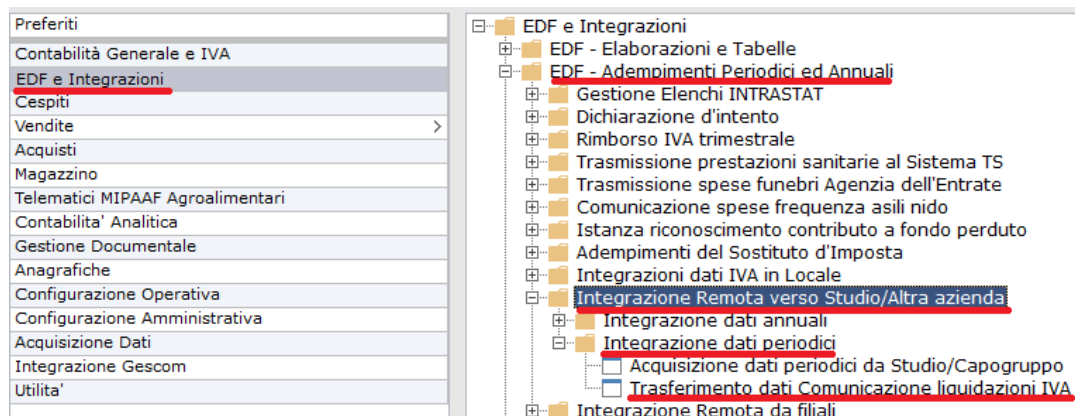 Preferiti
Contabilità Generale e IVA
EDF e Integrazioni
Cespiti
Vendite >
Acquisti
Magazzino
Telematici MIPAAF Agroalimentari
Contabilita' Analitica
Gestione Documentale
Anagrafiche
Configurazione Operativa
Configurazione Amministrativa
Acquisizione Dati
Integrazione Gescom
Utilita'
EDF e Integrazioni
EDF - Elaborazioni e Tabelle
EDF - Adempimenti Periodici ed Annuali
Gestione Elenchi INTRASTAT
Dichiarazione d'intento
Rimborso IVA trimestrale
Trasmissione prestazioni sanitarie al Sistema TS
Trasmissione spese funebri Agenzia dell'Entrate
Comunicazione spese frequenza asili nido
Istanza riconoscimento contributo a fondo perduto
Adempimenti del Sostituto d'Imposta
Integrazioni dati IVA in Locale
Integrazione Remota verso Studio/Altra azienda
Integrazione dati annuali
Integrazione dati periodici
Acquisizione dati periodici da Studio/Capogruppo
Trasferimento dati Comunicazione liquidazioni IVA
Integrazione Remota da filiali